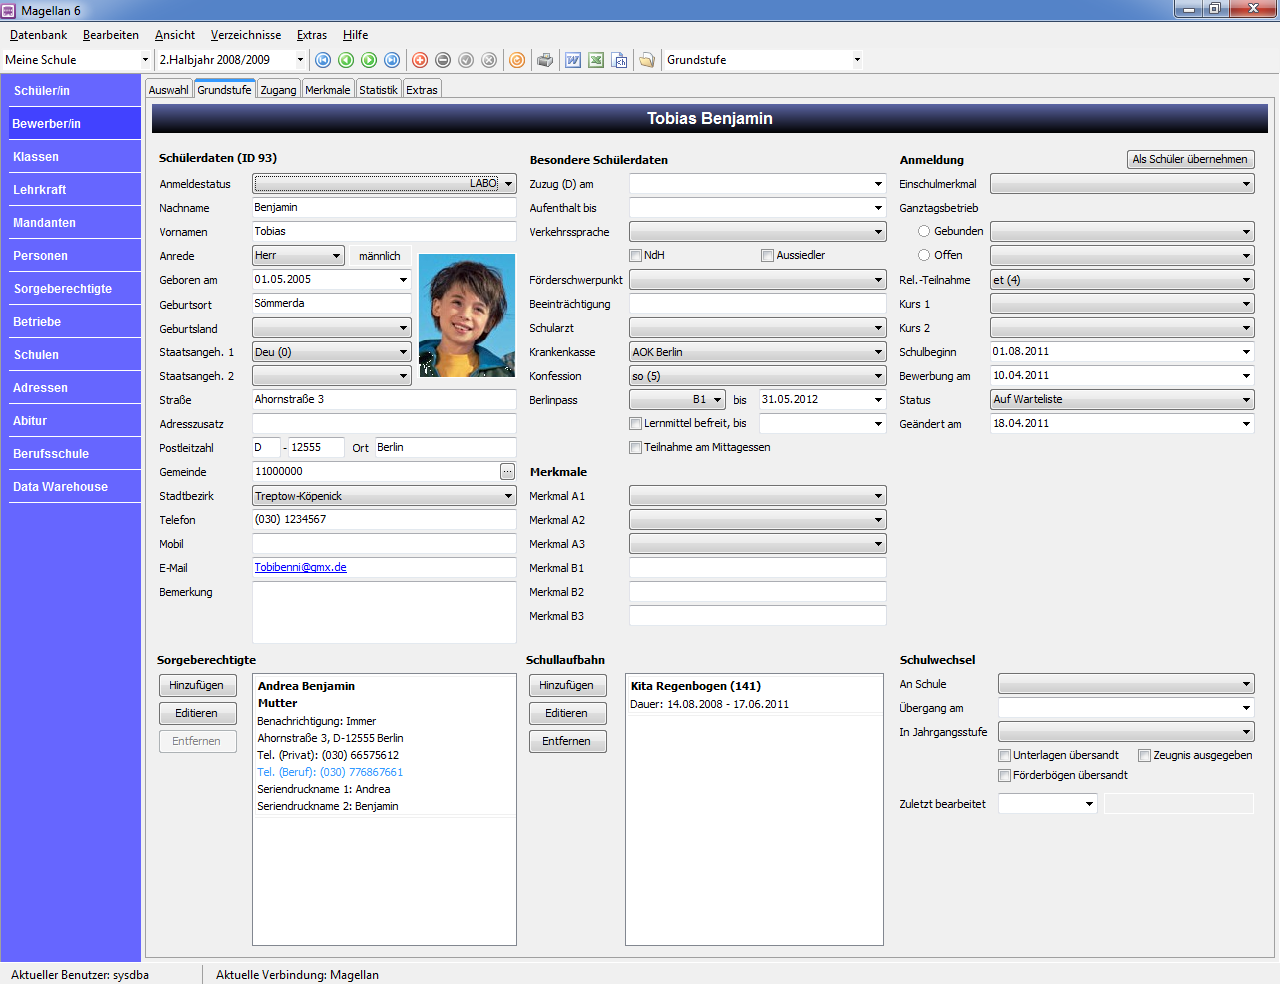 Magellan 6
Datenbank Bearbeiten Ansicht Verzeichnisse Extras Hilfe
Meine Schule 2.Halbjahr 2008/2009 Grundstufe
Schüler/in
Bewerber/in
Klassen
Lehrkraft
Mandanten
Personen
Sorgeberechtigte
Betriebe
Schulen
Adressen
Abitur
Berufsschule
Data Warehouse
Auswahl Grundstufe Zugang Merkmale Statistik Extras
Tobias Benjamin
Schülerdaten (ID 93)
Anmeldestatus LABO
Nachname Benjamin
Vornamen Tobias
Anrede Herr männlich
Geboren am 01.05.2005
Geburtsort Sömmerda
Geburtsland
Staatsangeh. 1 Deu (0)
Staatsangeh. 2
Straße Ahornstraße 3
Adresszusatz
Postleitzahl D - 12555 Ort Berlin
Gemeinde 11000000 ...
Stadtbezirk Treptow-Köpenick
Telefon (030) 1234567
Mobil
E-Mail Tobibenni@gmx.de
Bemerkung
Besondere Schülerdaten
Zuzug (D) am
Aufenthalt bis
Verkehrssprache
NdH Aussiedler
Förderschwerpunkt
Beeinträchtigung
Schularzt
Krankenkasse AOK Berlin
Konfession so (5)
Berlinpass B1 bis 31.05.2012
Lernmittel befreit, bis
Teilnahme am Mittagessen
Merkmale
Merkmal A1
Merkmal A2
Merkmal A3
Merkmal B1
Merkmal B2
Merkmal B3
Anmeldung Als Schüler übernehmen
Einschulmerkmal
Ganztagsbetrieb
Gebunden
Offen
Rel.-Teilnahme et (4)
Kurs 1
Kurs 2
Schulbeginn 01.08.2011
Bewerbung am 10.04.2011
Status Auf Warteliste
Geändert am 18.04.2011
Sorgeberechtigte
Hinzufügen
Editieren
Entfernen
Andrea Benjamin
Mutter
Benachrichtigung: Immer
Ahornstraße 3, D-12555 Berlin
Tel. (Privat): (030) 66575612
Tel. (Beruf): (030) 776867661
Seriendruckname 1: Andrea
Seriendruckname 2: Benjamin
Schullaufbahn
Hinzufügen
Editieren
Entfernen
Kita Regenbogen (141)
Dauer: 14.08.2008 - 17.06.2011
Schulwechsel
An Schule
Übergang am
In Jahrgangsstufe
Unterlagen übersandt Zeugnis ausgegeben
Förderbögen übersandt
Zuletzt bearbeitet
Aktueller Benutzer: sysdba Aktuelle Verbindung: Magellan